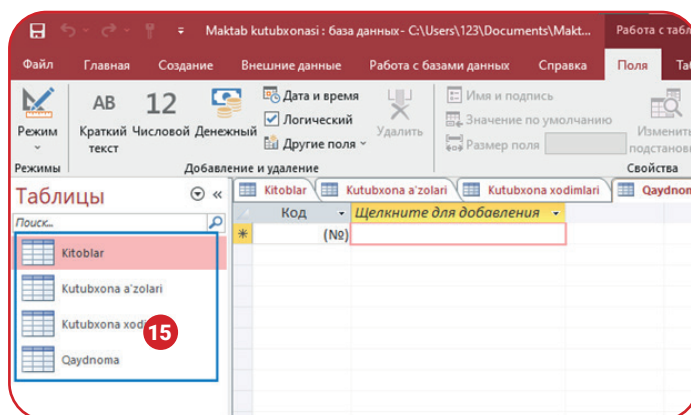 Maktab kutubxonasi : база данных- C:\Users\123\Documents\Makt...
Работа с табл
Файл Главная Создание Внешние данные Работа с базами данных Справка Поля Таб
Режим
AB
Краткий текст
12
Числовой
Денежный
Дата и время
Логический
Другие поля
Удалить
Имя и подпись
Значение по умолчанию
Размер поля
Изменить
подстанов
Режимы Добавление и удаление Свойства
Таблицы
Поиск...
Kitoblar
Kutubxona a'zolari
Kutubxona xodi
15
Qaydnoma
Kitoblar Kutubxona a'zolari Kutubxona xodimlari Qaydnom
Код Щелкните для добавления
* (№)